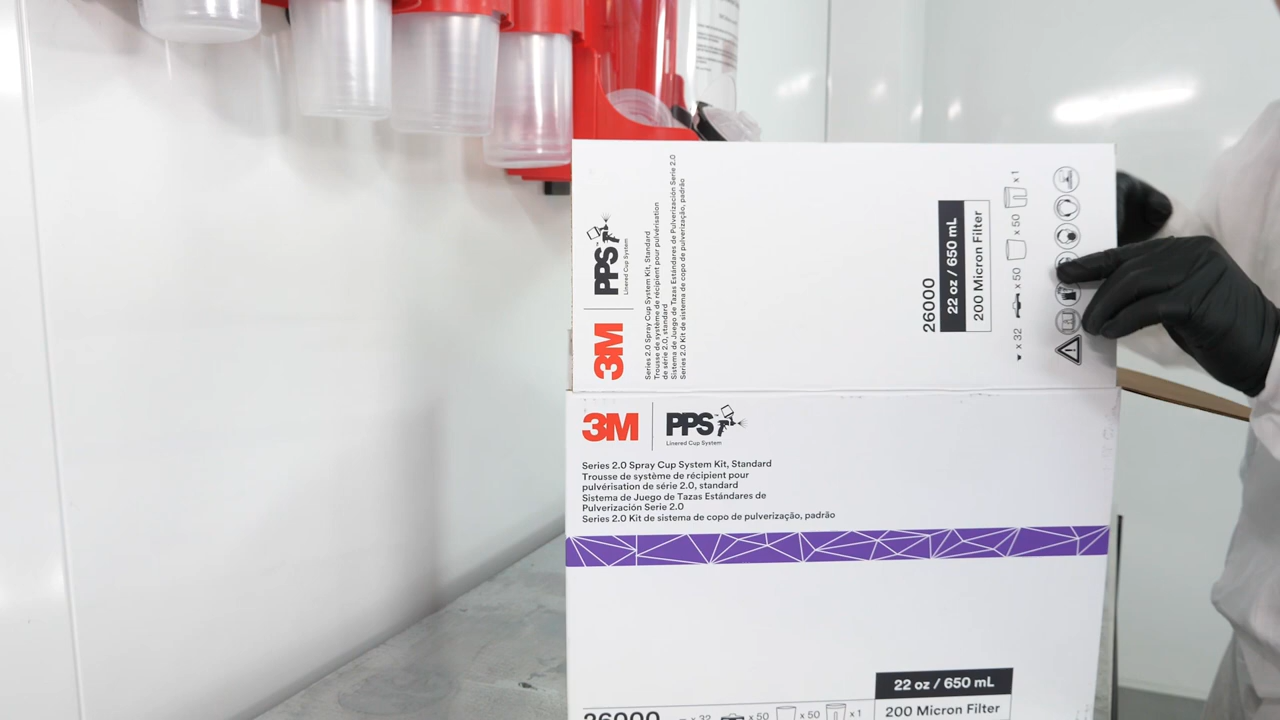 3M PPS
Linered Cup System
Series 2.0 Spray Cup System Kit, Standard
Trousse de système de récipient pour pulvérisation
de série 2.0, standard
Sistema de Juego de Tazas Estándares de Pulverización Serie 2.0
Series 2.0 Kit de sistema de copo de pulverização, padrão
26000
22 oz / 650 mL
200 Micron Filter
x 32 x 50 x 50 x 1
3M PPS
Linered Cup System
Series 2.0 Spray Cup System Kit, Standard
Trousse de système de récipient pour
pulvérisation de série 2.0, standard
Sistema de Juego de Tazas Estándares de
Pulverización Serie 2.0
Series 2.0 Kit de sistema de copo de pulverização, padrão
22 oz / 650 mL
26000 x 32 x 50 x 50 x 1 200 Micron Filter